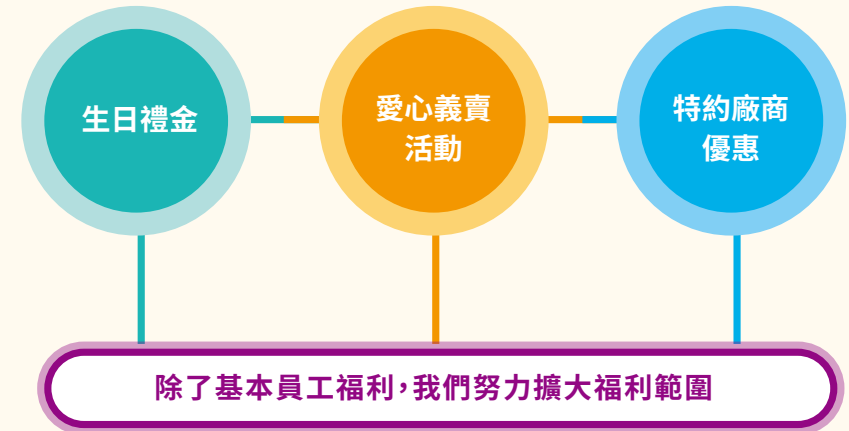 生日禮金
愛心義賣
活動
特約廠商
優惠
除了基本員工福利，我們努力擴大福利範圍